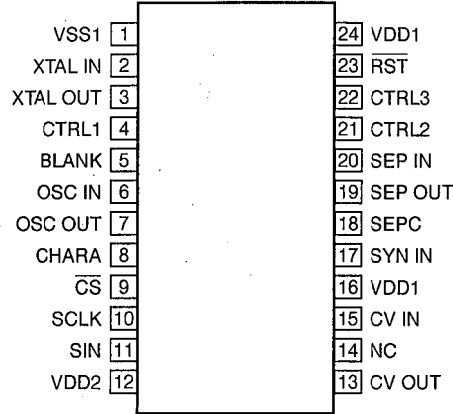 VSS1 1 24 VDD1
XTAL IN 2 23 R̅S̅T̅
XTAL OUT 3 22 CTRL3
CTRL1 4 21 CTRL2
BLANK 5 20 SEP IN
OSC IN 6 19 SEP OUT
OSC OUT 7 18 SEPC
CHARA 8 17 SYN IN
C̅S̅ 9 16 VDD1
SCLK 10 15 CV IN
SIN 11 14 NC
VDD2 12 13 CV OUT